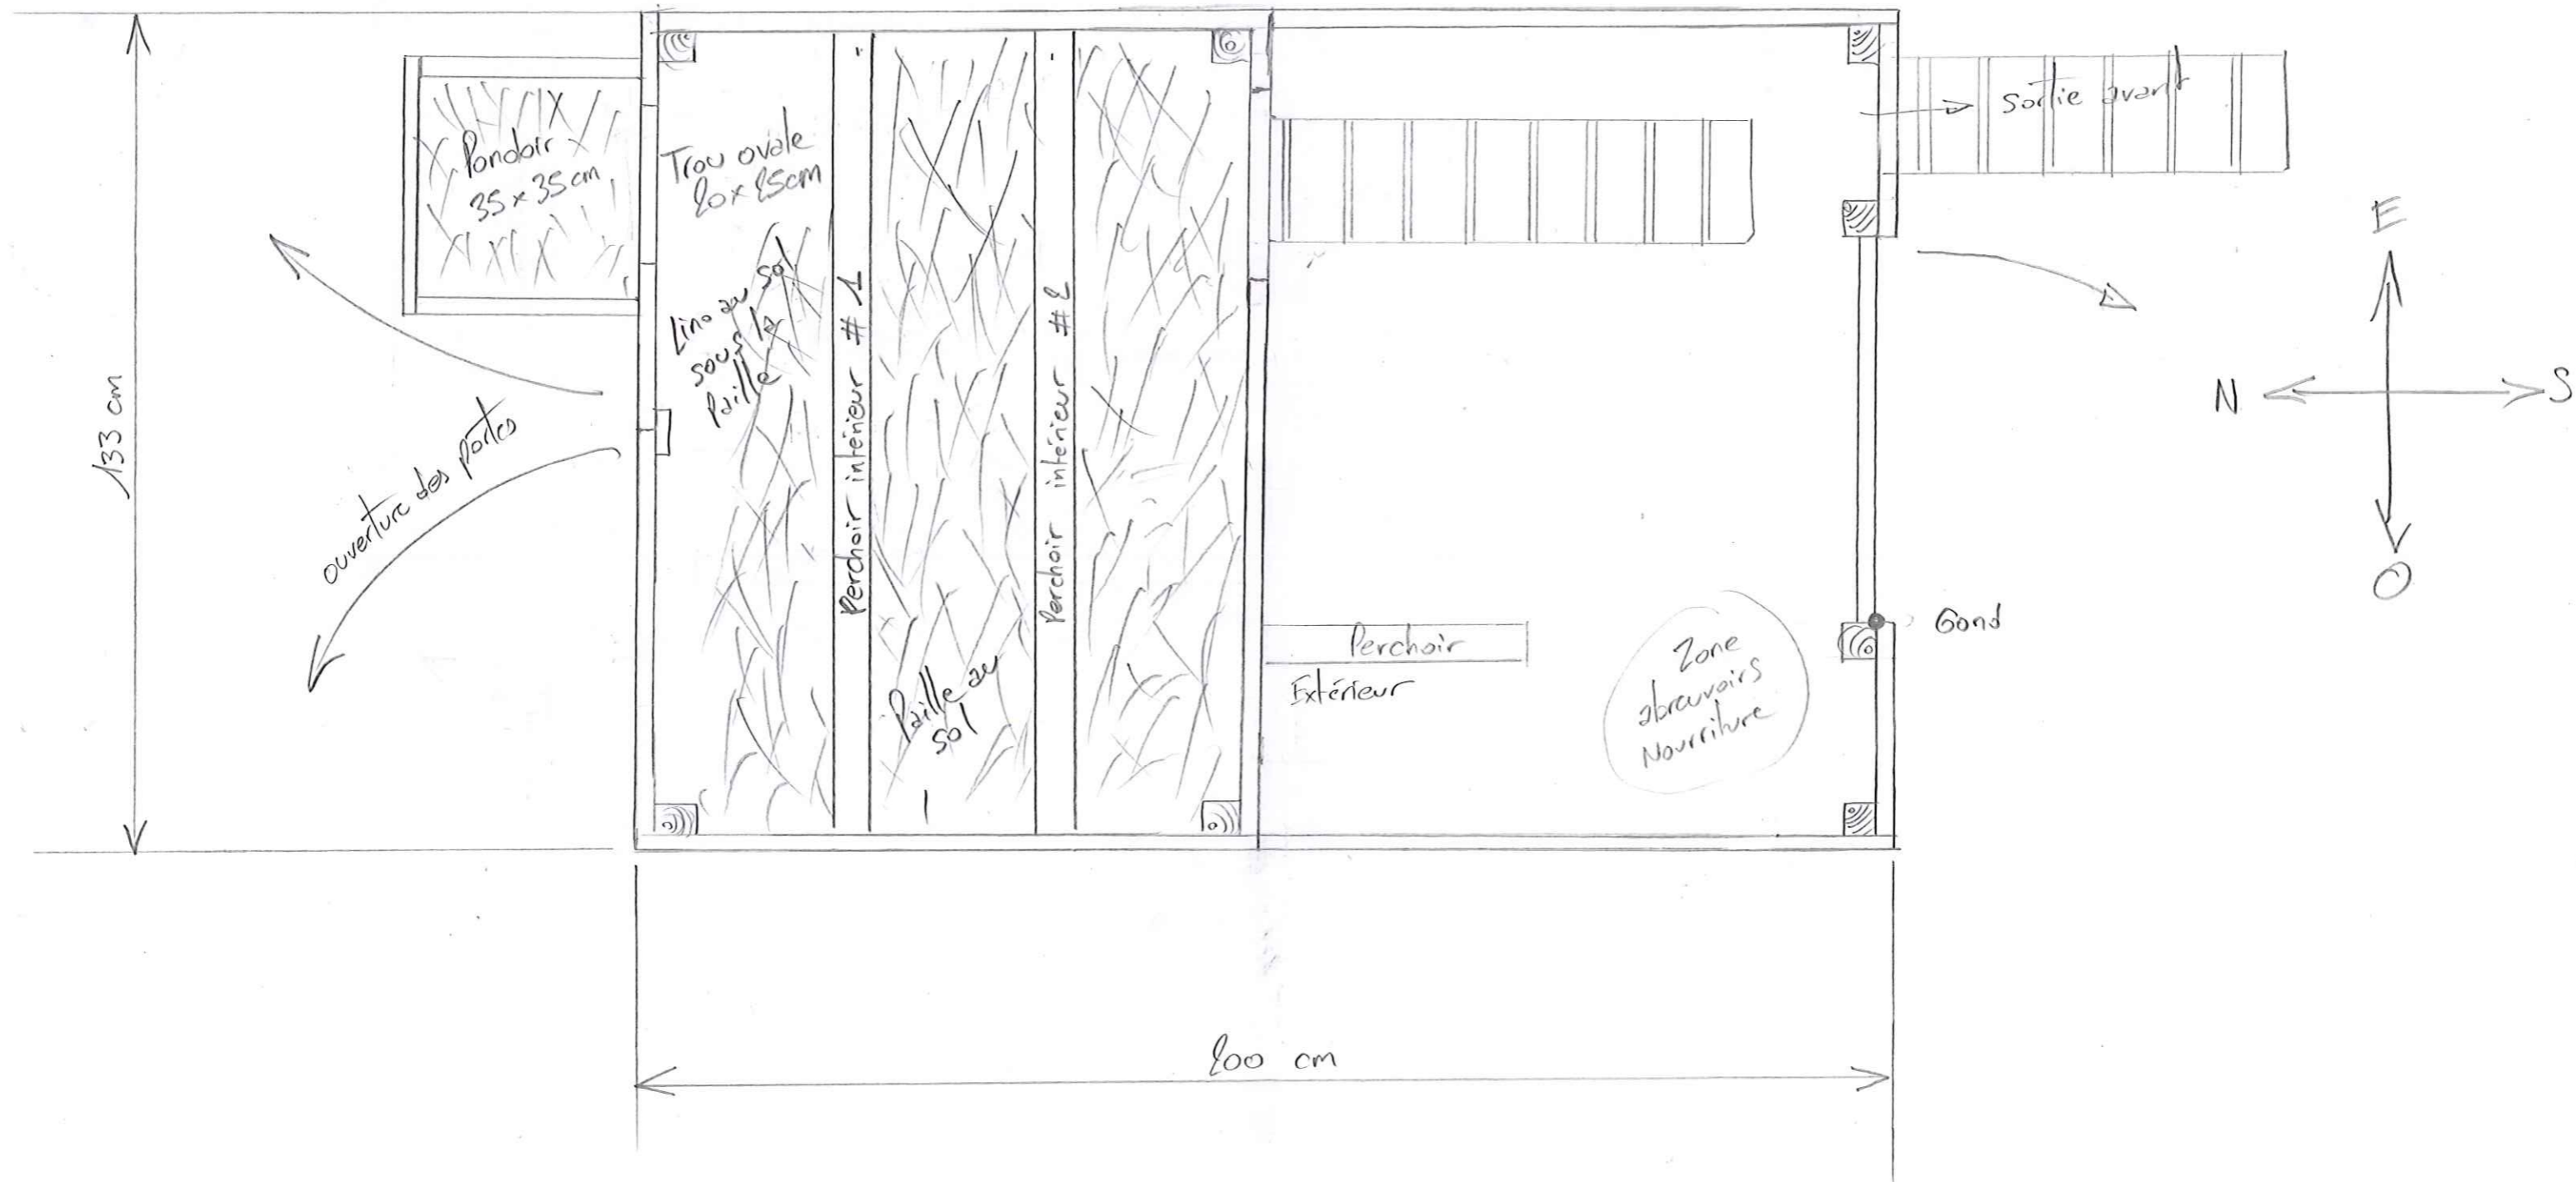 133 cm
Pondoir
35 x 35 cm
ouverture des portes
Trou ovale
20 x 25cm
Lino au sol
sous la
Paille
Perchoir intérieur # 1
Paille au
sol
Perchoir intérieur # 2
Perchoir
Extérieur
Zone
abreuvoirs
Nourriture
sortie avant
Gond
E
N
S
O
200 cm